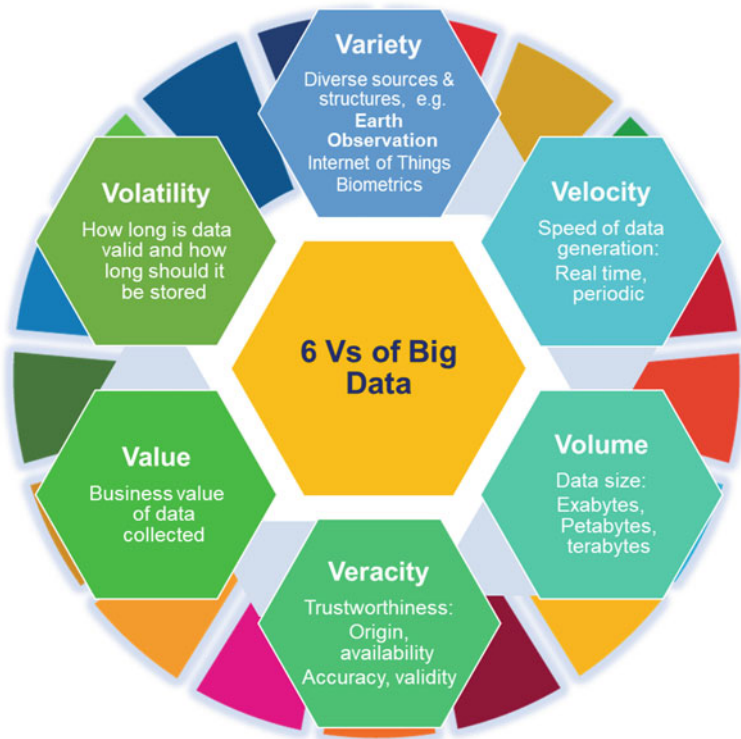 Variety
Diverse sources &
structures, e.g.
Earth
Observation
Internet of Things
Biometrics
Velocity
Speed of data
generation:
Real time,
periodic
Volume
Data size:
Exabytes,
Petabytes,
terabytes
Veracity
Trustworthiness:
Origin,
availability
Accuracy, validity
Value
Business value
of data
collected
Volatility
How long is data
valid and how
long should it
be stored
6 Vs of Big
Data